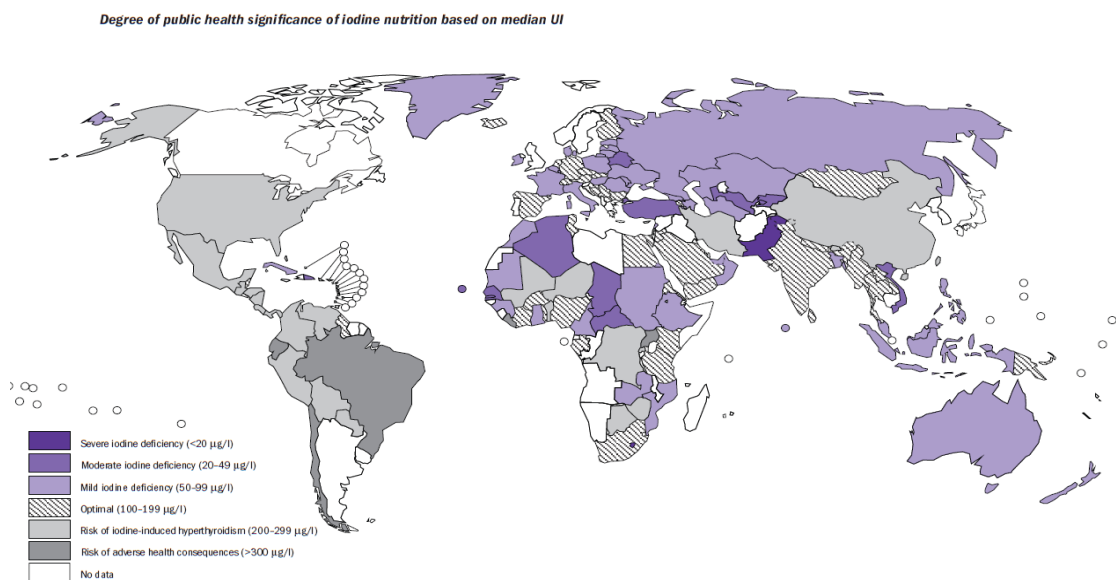 Degree of public health significance of iodine nutrition based on median UI
Severe iodine deficiency (<20 µg/l)
Moderate iodine deficiency (20–49 µg/l)
Mild iodine deficiency (50–99 µg/l)
Optimal (100–199 µg/l)
Risk of iodine-induced hyperthyroidism (200–299 µg/l)
Risk of adverse health consequences (>300 µg/l)
No data